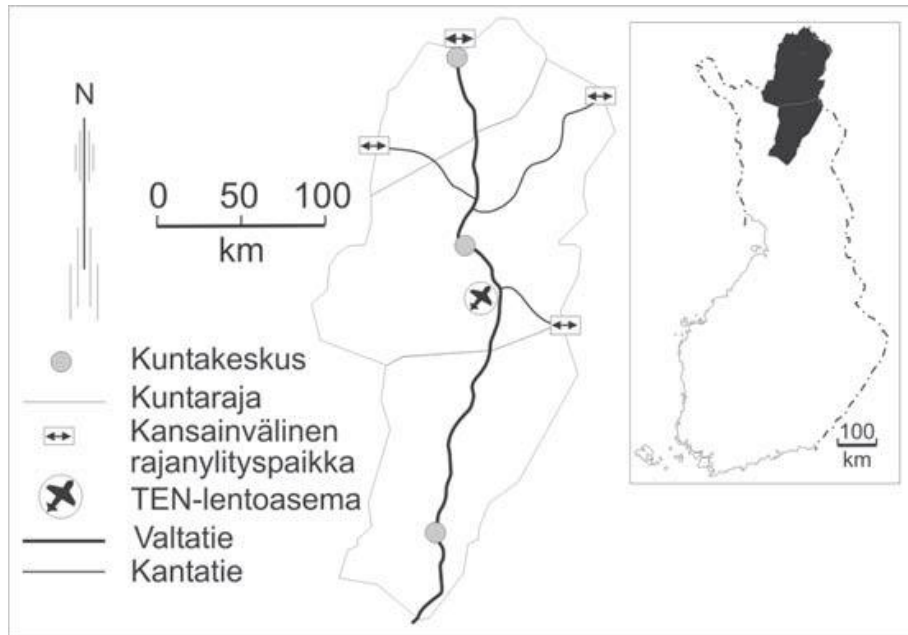 N
0 50 100
km
Kuntakeskus
Kuntaraja
Kansainvälinen
rajanylityspaikka
TEN-lentoasema
Valtatie
Kantatie
100
km